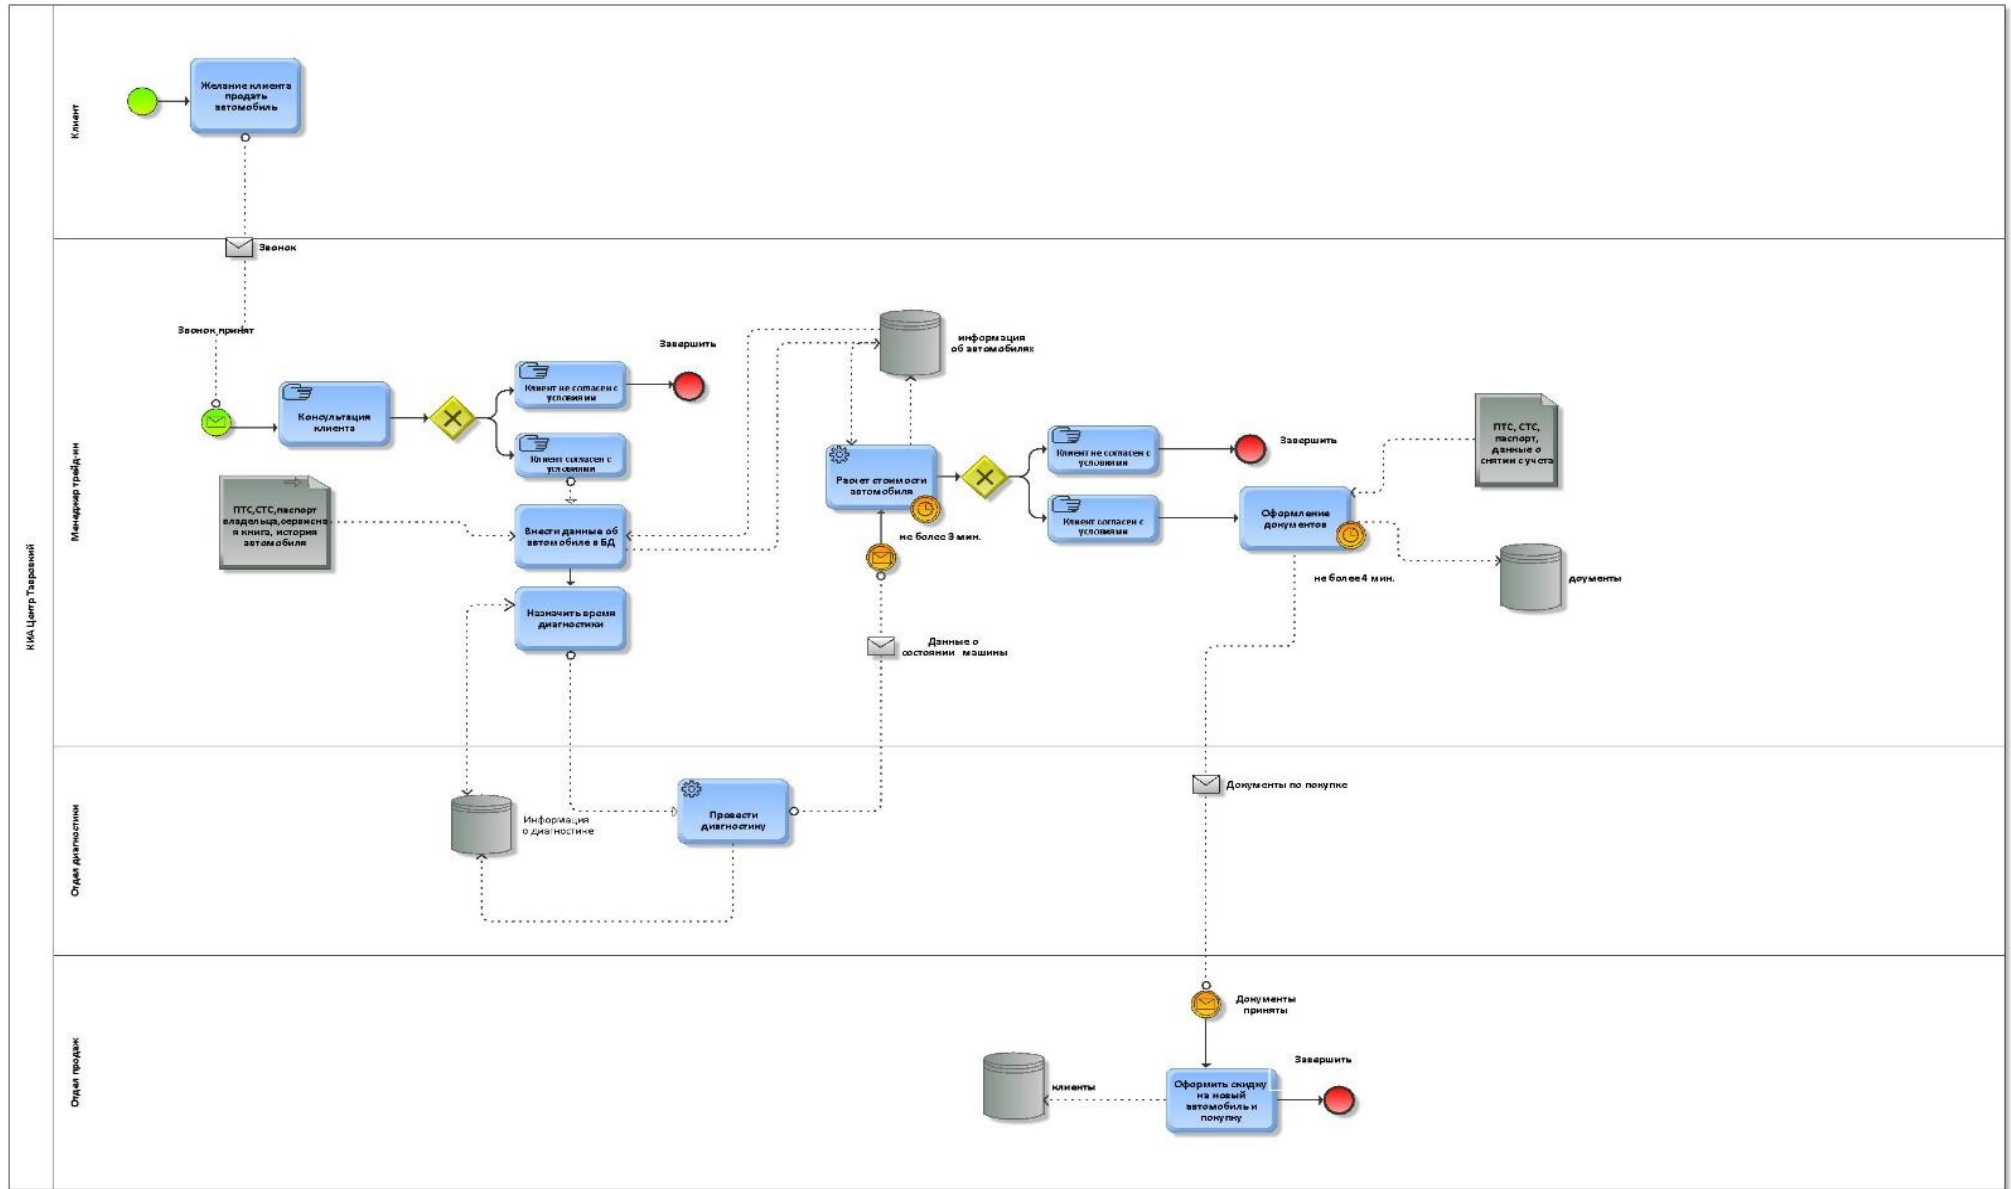 КИА Центр Тавровкий
Клиент
Желание клиента
продать
автомобиль
Звонок
Менеджер трейд-ин
Звонок принят
Консультация
клиента
Клиент не согласен с
условиями
Завершить
Клиент согласен с
условиями
ПТС,СТС,паспорт
владельца,сервисна
я книга, история
автомобиля
Внести данные об
автомобиле в БД
Назначить время
диагностики
информация
об автомобилях
Расчет стоимости
автомобиля
не более 3 мин.
Данные о
состоянии машины
Клиент не согласен с
условиями
Завершить
Клиент согласен с
условиями
Оформление
документов
не более 4 мин.
ПТС, СТС,
паспорт,
данные о
снятии с учета
доументы
Отдел диагностики
Информация
о диагностике
Провести
диагностику
Документы по покупке
Отдел продаж
Документы
приняты
клиенты
Оформить скидку
на новый
автомобиль и
покупку
Завершить